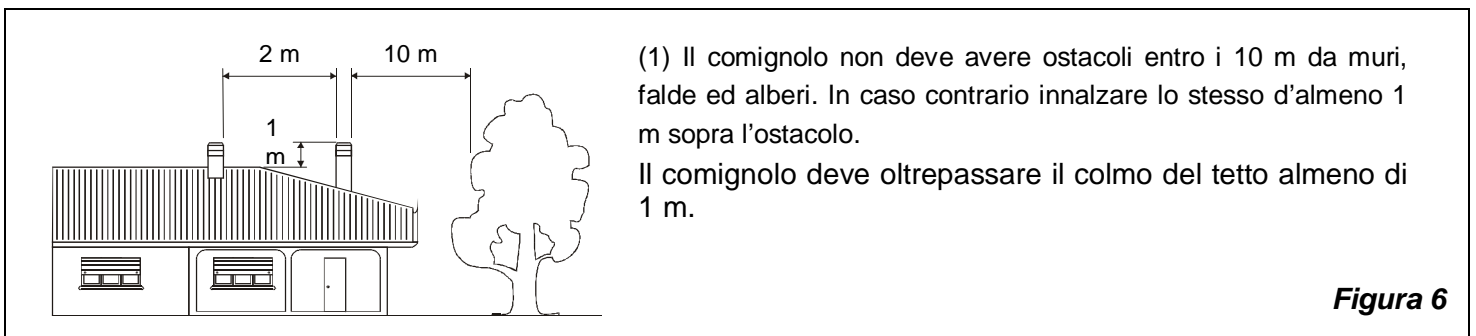 2 m
10 m
1
m
(1) Il comignolo non deve avere ostacoli entro i 10 m da muri,
falde ed alberi. In caso contrario innalzare lo stesso d’almeno 1
m sopra l’ostacolo.
Il comignolo deve oltrepassare il colmo del tetto almeno di
1 m.
Figura 6